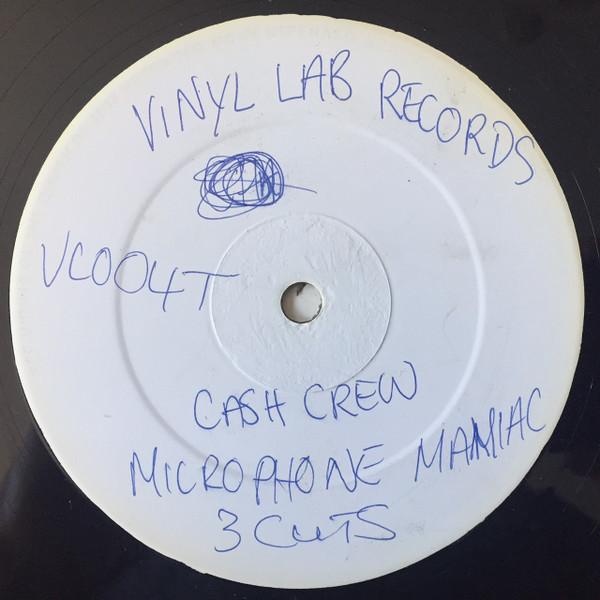 VINYL LAB RECORDS
VL004T
CASH CREW
MICROPHONE MANIAC
3 CUTS